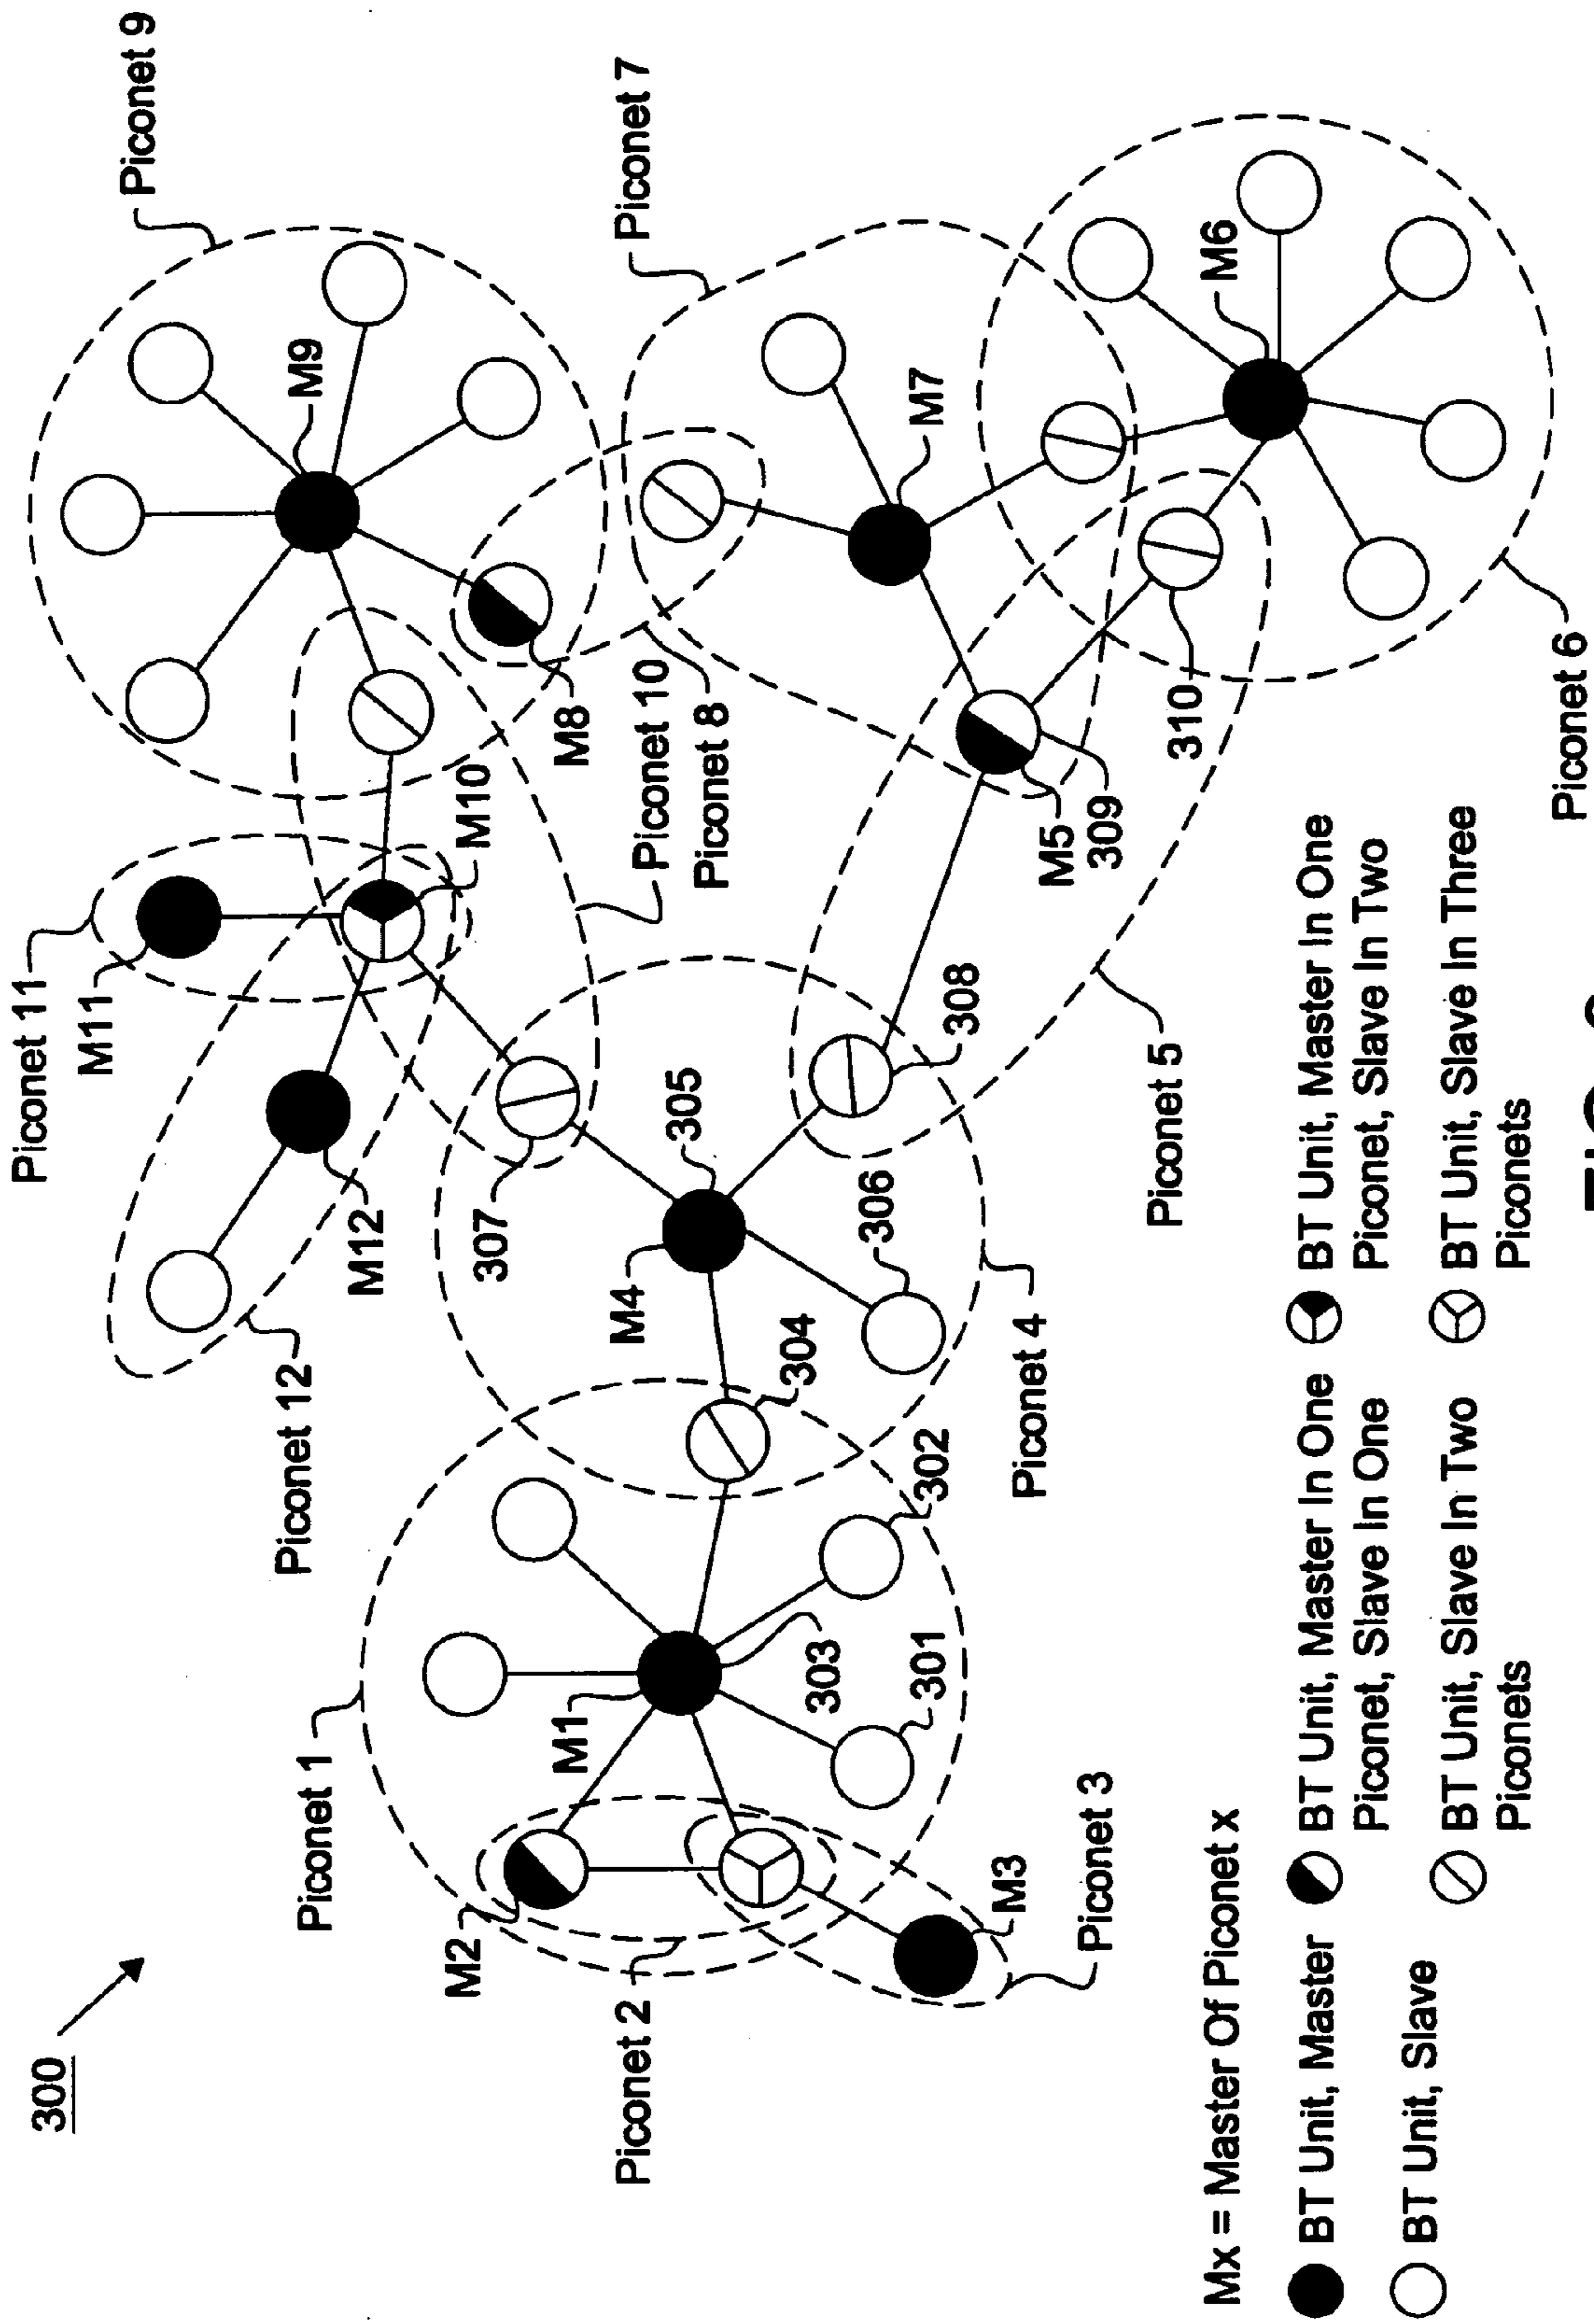 300
Piconet 11
M11
Piconet 9
Piconet 12
M12
M10
M9
Piconet 1
M2
M1
307
M4
305
M8
Piconet 10
Piconet 8
Piconet 7
Piconet 2
303
304
306
M7
301
302
308
M5
309
310
M6
M3
Piconet 3
Piconet 4
Piconet 5
Piconet 6
Mx = Master Of Piconet x
BT Unit, Master
BT Unit, Master In One
Piconet, Slave In One
BT Unit, Master In One
Piconet, Slave In Two
BT Unit, Slave
BT Unit, Slave In Two
Piconets
BT Unit, Slave In Three
Piconets